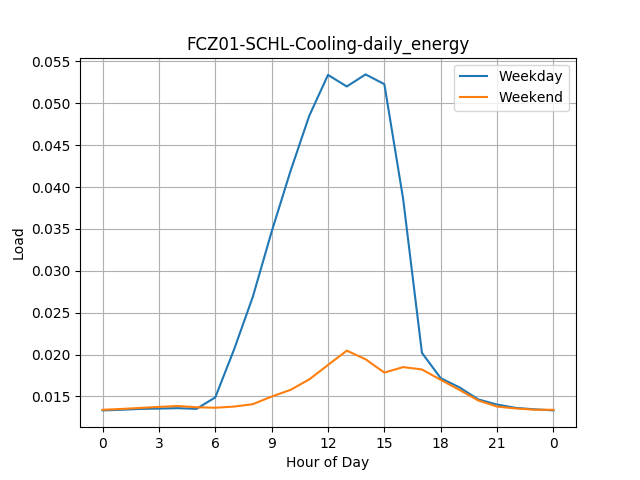 FCZ01-SCHL-Cooling-daily_energy
Weekday
Weekend
Load
0.055
0.050
0.045
0.040
0.035
0.030
0.025
0.020
0.015
0 3 6 9 12 15 18 21 0
Hour of Day